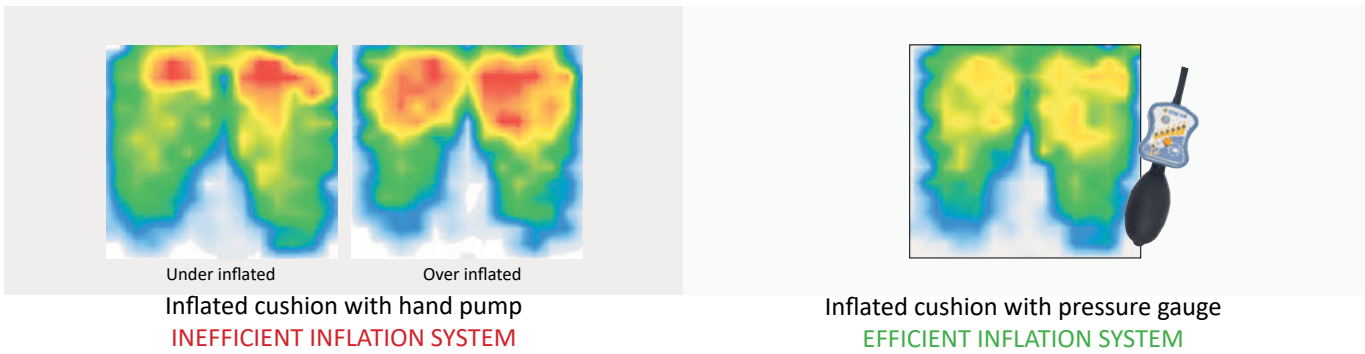 Under inflated
Over inflated
Inflated cushion with hand pump
INEFFICIENT INFLATION SYSTEM
Inflated cushion with pressure gauge
EFFICIENT INFLATION SYSTEM